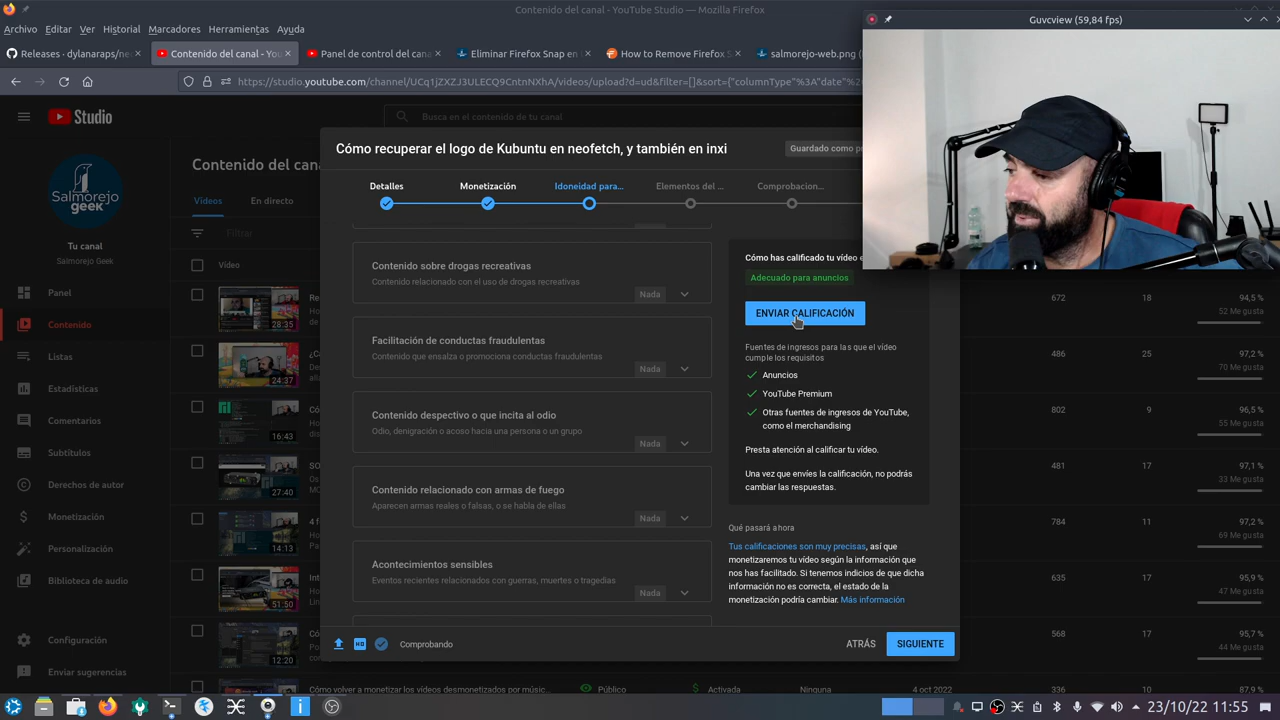 Contenido del canal - YouTube Studio — Mozilla Firefox
Archivo Editar Ver Historial Marcadores Herramientas Ayuda
Releases · dylanaraps/ne
Contenido del canal - You
Panel de control del cana
Eliminar Firefox Snap en
How to Remove Firefox S
salmorejo-web.png
https://studio.youtube.com/channel/UCq1jZXZJ3ULECQ9CntnNXhA/videos/upload?d=ud&filter=[]&sort={"columnType"%3A"date"%
Guvcview (59,84 fps)
Studio
Busca en el contenido de tu canal
Salmorejo
geek
Tu canal
Salmorejo Geek
Panel
Contenido
Listas
Estadísticas
Comentarios
Subtítulos
Derechos de autor
Monetización
Personalización
Biblioteca de audio
Configuración
Enviar sugerencias
Contenido del cana
Vídeos
En directo
Filtrar
Vídeo
28:35
24:37
16:43
27:40
14:13
51:50
12:20
Cómo recuperar el logo de Kubuntu en neofetch, y también en inxi
Guardado como p
Detalles
Monetización
Idoneidad para...
Elementos del ...
Comprobacion...
Contenido sobre drogas recreativas
Contenido relacionado con el uso de drogas recreativas
Nada
Facilitación de conductas fraudulentas
Contenido que ensalza o promociona conductas fraudulentas
Nada
Contenido despectivo o que incita al odio
Odio, denigración o acoso hacia una persona o un grupo
Nada
Contenido relacionado con armas de fuego
Aparecen armas reales o falsas, o se habla de ellas
Nada
Acontecimientos sensibles
Eventos recientes relacionados con guerras, muertes o tragedias
Nada
Cómo has calificado tu vídeo e
Adecuado para anuncios
ENVIAR CALIFICACIÓN
Fuentes de ingresos para las que el vídeo
cumple los requisitos
Anuncios
YouTube Premium
Otras fuentes de ingresos de YouTube,
como el merchandising
Presta atención al calificar tu vídeo.
Una vez que envíes la calificación, no podrás
cambiar las respuestas.
Qué pasará ahora
Tus calificaciones son muy precisas, así que
monetizaremos tu vídeo según la información que
nos has facilitado. Si tenemos indicios de que dicha
información no es correcta, el estado de la
monetización podría cambiar. Más información
HD
Comprobando
ATRÁS
SIGUIENTE
672 18 94,5 %
52 Me gusta
486 25 97,2 %
70 Me gusta
802 9 96,5 %
55 Me gusta
481 17 97,1 %
33 Me gusta
784 11 97,2 %
69 Me gusta
635 17 95,9 %
47 Me gusta
568 17 95,7 %
44 Me gusta
Cómo volver a monetizar los vídeos desmonetizados por músic...
Público
Activada
Ninguna
4 oct 2022
336 10 87,9 %
23/10/22 11:55